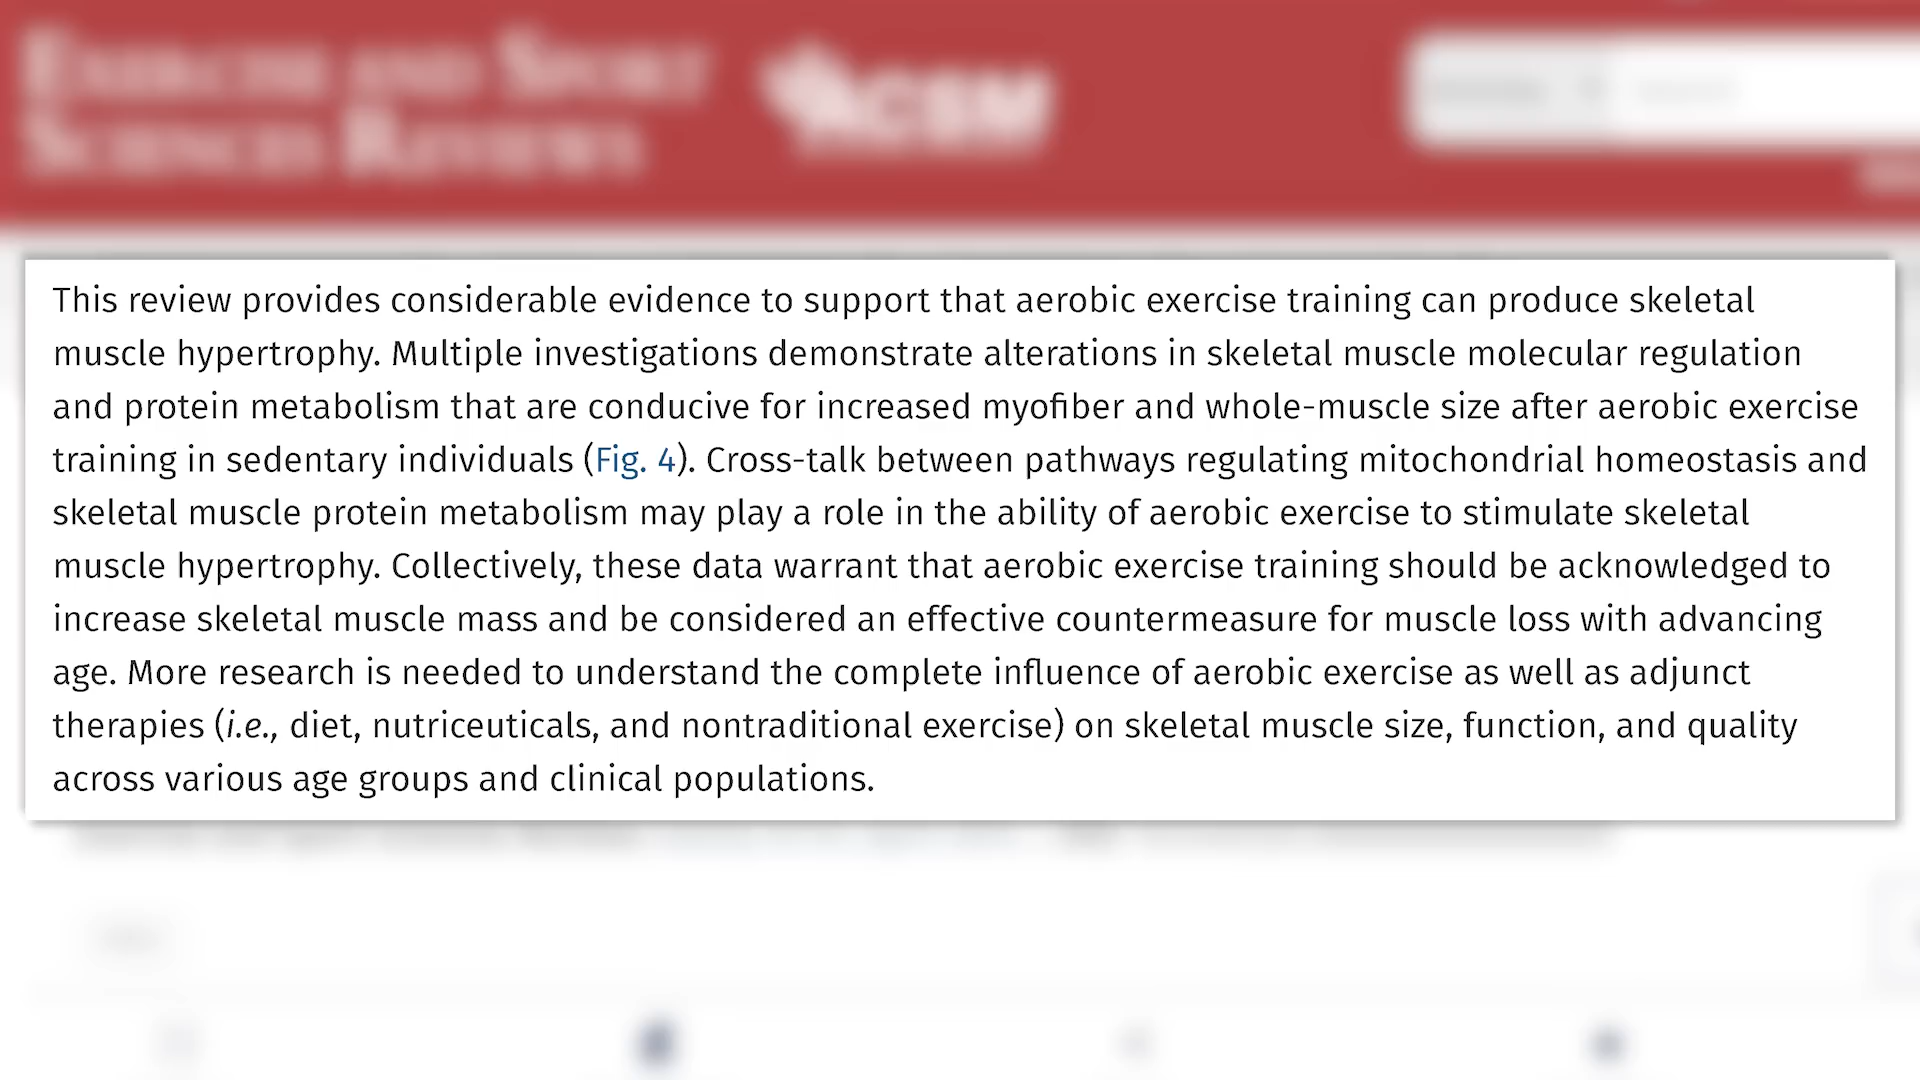 EXERCISE AND SPORT
SCIENCES REVIEWS
ACSM
This review provides considerable evidence to support that aerobic exercise training can produce skeletal
muscle hypertrophy. Multiple investigations demonstrate alterations in skeletal muscle molecular regulation
and protein metabolism that are conducive for increased myofiber and whole-muscle size after aerobic exercise
training in sedentary individuals (Fig. 4). Cross-talk between pathways regulating mitochondrial homeostasis and
skeletal muscle protein metabolism may play a role in the ability of aerobic exercise to stimulate skeletal
muscle hypertrophy. Collectively, these data warrant that aerobic exercise training should be acknowledged to
increase skeletal muscle mass and be considered an effective countermeasure for muscle loss with advancing
age. More research is needed to understand the complete influence of aerobic exercise as well as adjunct
therapies (i.e., diet, nutriceuticals, and nontraditional exercise) on skeletal muscle size, function, and quality
across various age groups and clinical populations.